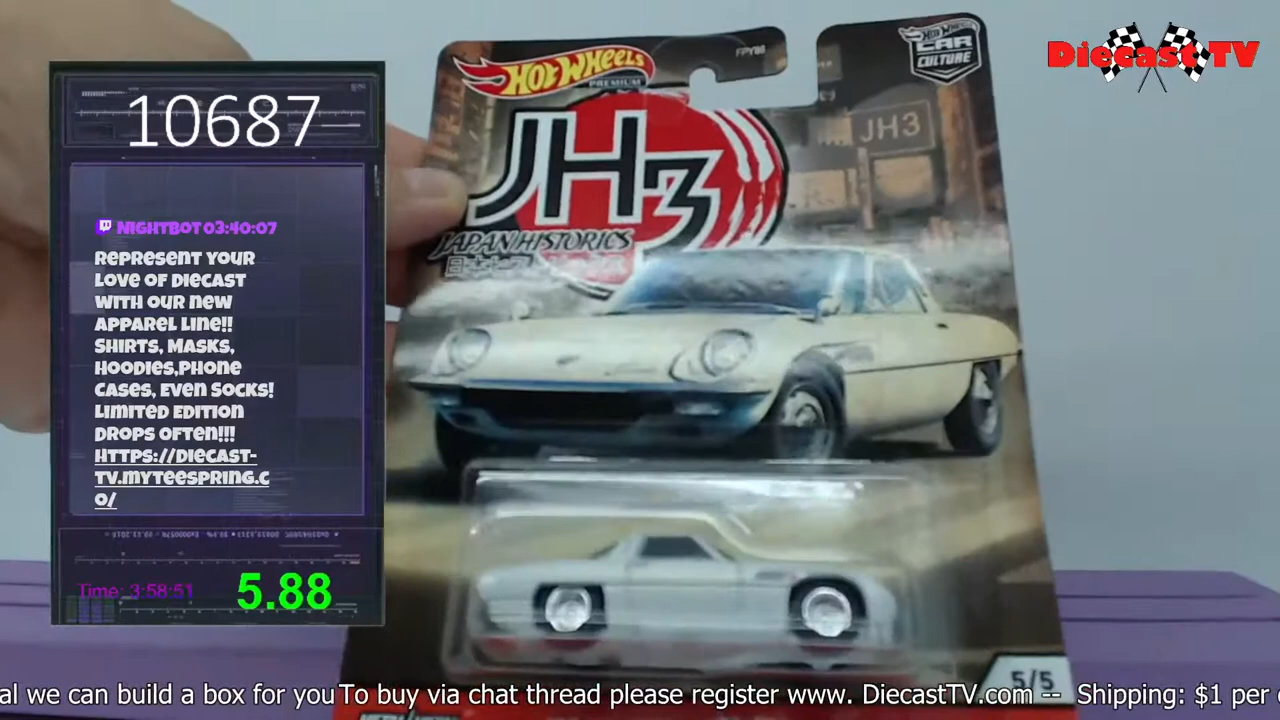 10687
NIGHTBOT 03:40:07
REPRESENT YOUR
LOVE OF DIECAST
WITH OUR NEW
APPAREL LINE!!
SHIRTS, MASKS,
HOODIES,PHONE
CASES, EVEN SOCKS!
LIMITED EDITION
DROPS OFTEN!!!
HTTPS://DIECAST-
TV.MYTEESPRING.C
O/
Time: 3:58:51
5.88
HOT WHEELS
PREMIUM
HOT WHEELS
CAR
CULTURE
JH3
JH3
JAPAN HISTORICS
5/5
Diecast TV
al we can build a box for you To buy via chat thread please register www. DiecastTV.com -- Shipping: $1 per